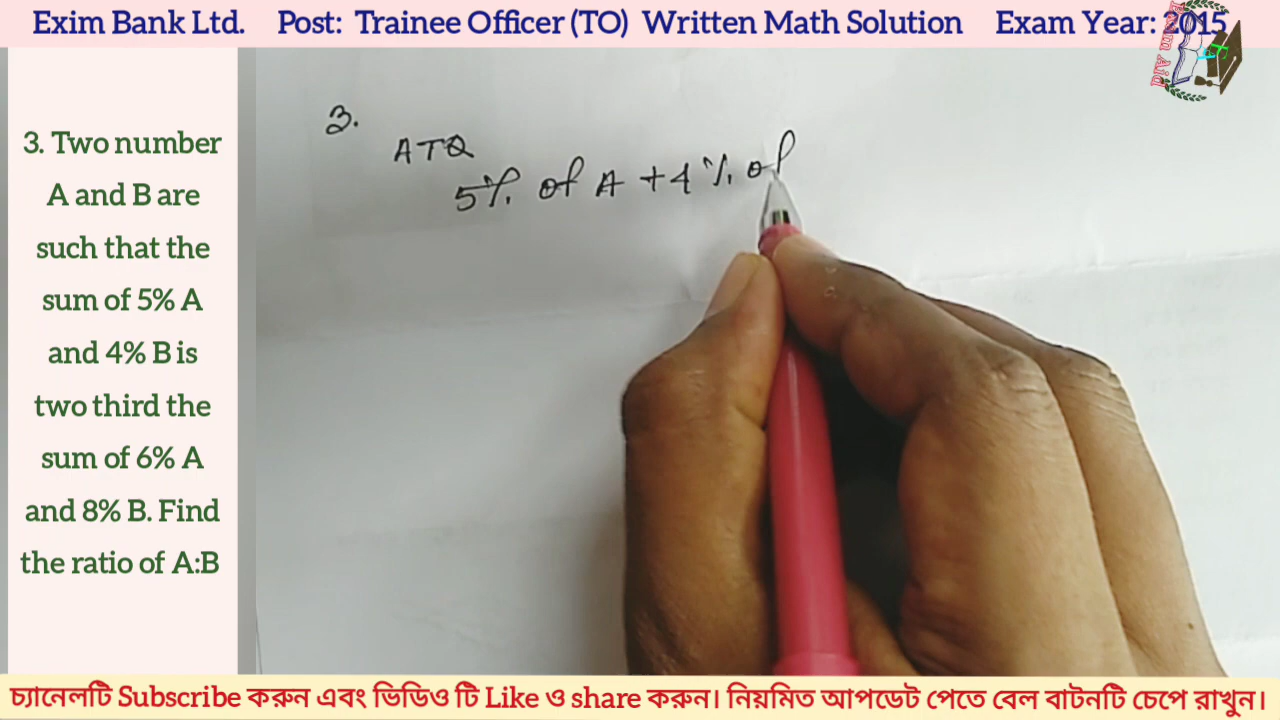 Exim Bank Ltd. Post: Trainee Officer (TO) Written Math Solution Exam Year: 2015
Exam Aid
3. Two number
A and B are
such that the
sum of 5% A
and 4% B is
two third the
sum of 6% A
and 8% B. Find
the ratio of A:B
3.
ATQ
5% of A + 4% of
চ্যানেলটি Subscribe করুন এবং ভিডিও টি Like ও share করুন। নিয়মিত আপডেট পেতে বেল বাটনটি চেপে রাখুন।